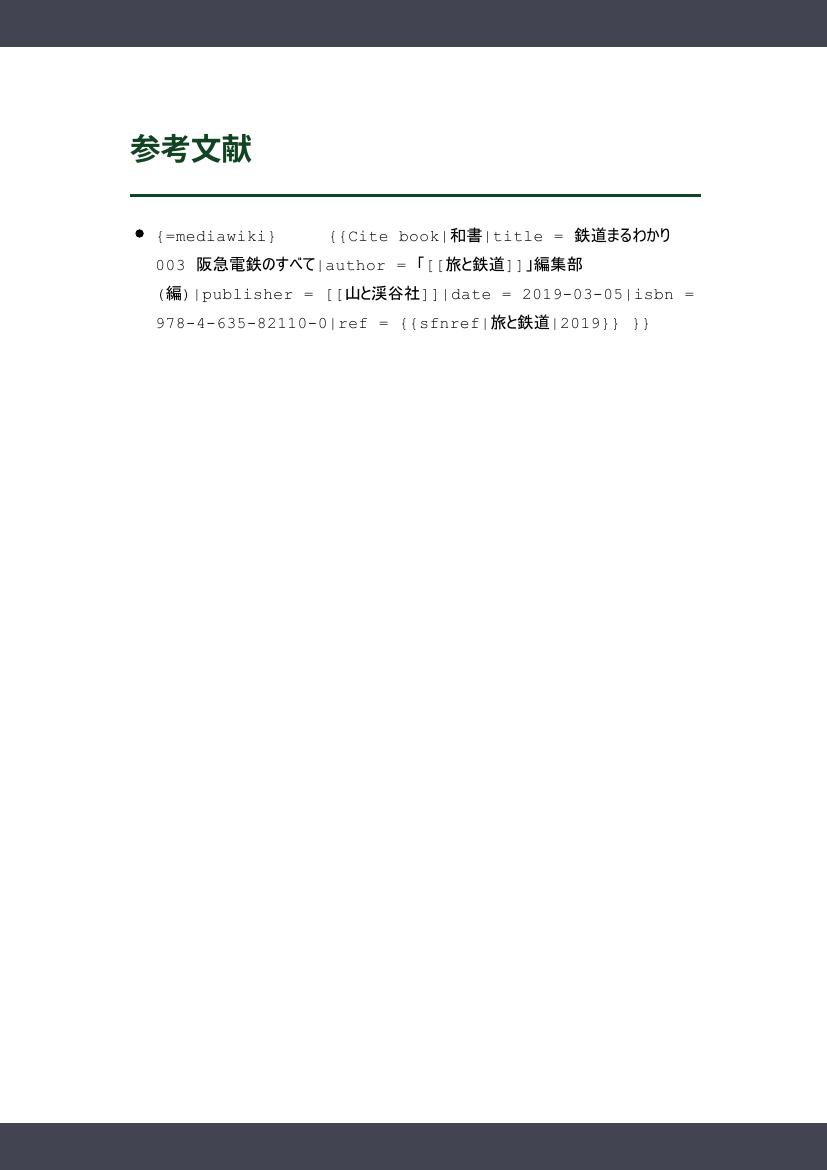 参考文献
● {=mediawiki}     {{Cite book|和書|title = 鉄道まるわかり
003 阪急電鉄のすべて|author = 「[[旅と鉄道]]」編集部
(編)|publisher = [[山と渓谷社]]|date = 2019-03-05|isbn =
978-4-635-82110-0|ref = {{sfnref|旅と鉄道|2019}} }}